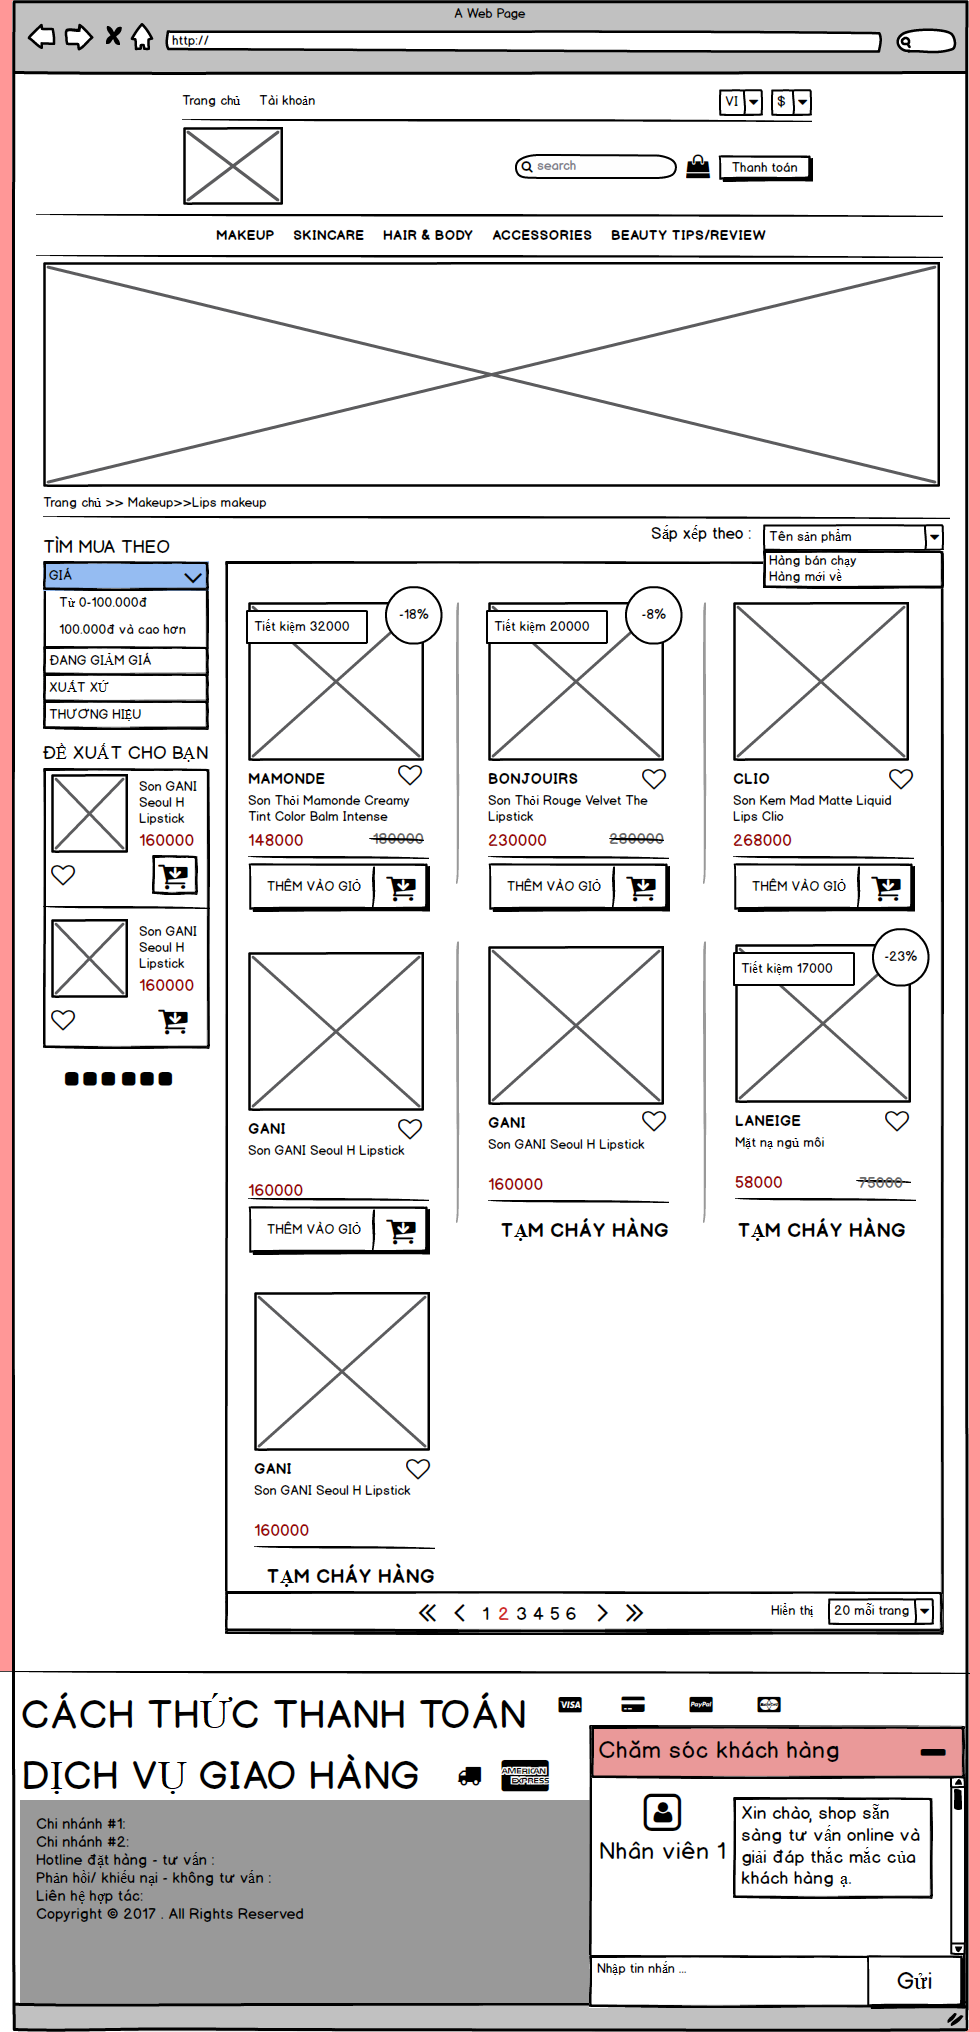 A Web Page
http://
Trang chủ Tài khoản
VI $
search
Thanh toán
MAKEUP SKINCARE HAIR & BODY ACCESSORIES BEAUTY TIPS/REVIEW
Trang chủ >> Makeup>>Lips makeup
Sắp xếp theo : Tên sản phẩm
Hàng bán chạy
Hàng mới về
TÌM MUA THEO
GIÁ
Từ 0-100.000đ
100.000đ và cao hơn
ĐANG GIẢM GIÁ
XUẤT XỨ
THƯƠNG HIỆU
ĐỀ XUẤT CHO BẠN
Son GANI
Seoul H
Lipstick
160000
Son GANI
Seoul H
Lipstick
160000
Tiết kiệm 32000
-18%
MAMONDE
Son Thỏi Mamonde Creamy
Tint Color Balm Intense
148000 180000
THÊM VÀO GIỎ
Tiết kiệm 20000
-8%
BONJOUIRS
Son Thỏi Rouge Velvet The
Lipstick
230000 280000
THÊM VÀO GIỎ
CLIO
Son Kem Mad Matte Liquid
Lips Clio
268000
THÊM VÀO GIỎ
GANI
Son GANI Seoul H Lipstick
160000
THÊM VÀO GIỎ
GANI
Son GANI Seoul H Lipstick
160000
TẠM CHÁY HÀNG
Tiết kiệm 17000
-23%
LANEIGE
Mặt nạ ngủ môi
58000 75000
TẠM CHÁY HÀNG
GANI
Son GANI Seoul H Lipstick
160000
TẠM CHÁY HÀNG
1 2 3 4 5 6
Hiển thị 20 mỗi trang
CÁCH THỨC THANH TOÁN
VISA
PayPal
DỊCH VỤ GIAO HÀNG
AMERICAN
EXPRESS
Chi nhánh #1:
Chi nhánh #2:
Hotline đặt hàng - tư vấn :
Phản hồi/ khiếu nại - không tư vấn :
Liên hệ hợp tác:
Copyright © 2017 . All Rights Reserved
Chăm sóc khách hàng
Nhân viên 1
Xin chào, shop sẵn
sàng tư vấn online và
giải đáp thắc mắc của
khách hàng ạ.
Nhập tin nhắn ...
Gửi